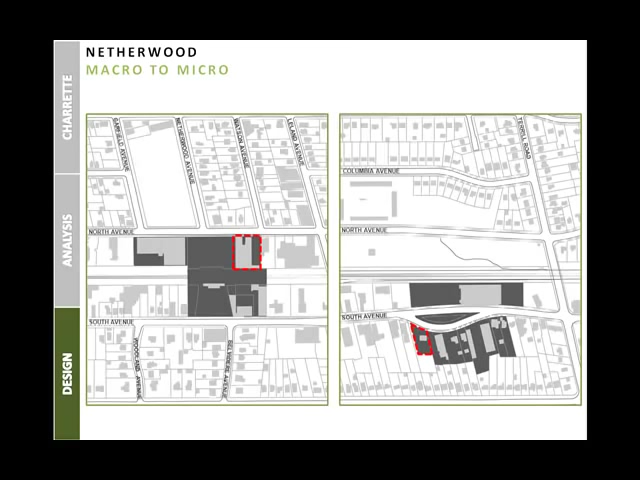 NETHERWOOD
MACRO TO MICRO
CHARRETTE
ANALYSIS
DESIGN
GARFIELD AVENUE
NETHERWOOD AVENUE
WATSON AVENUE
LELAND AVENUE
NORTH AVENUE
SOUTH AVENUE
WOODLAND AVENUE
BELVIDERE AVENUE
TERRILL ROAD
COLUMBIA AVENUE
NORTH AVENUE
SOUTH AVENUE